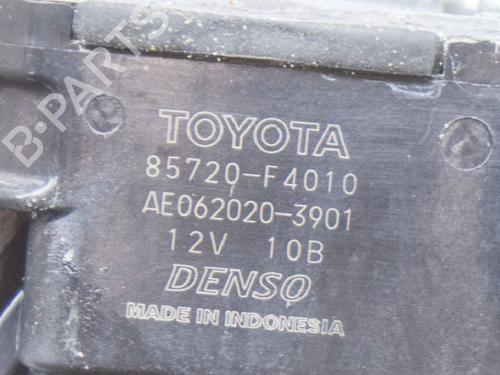 B-PARTS
TOYOTA
85720-F4010
AE062020-3901
12V 10B
DENSO
MADE IN INDONESIA